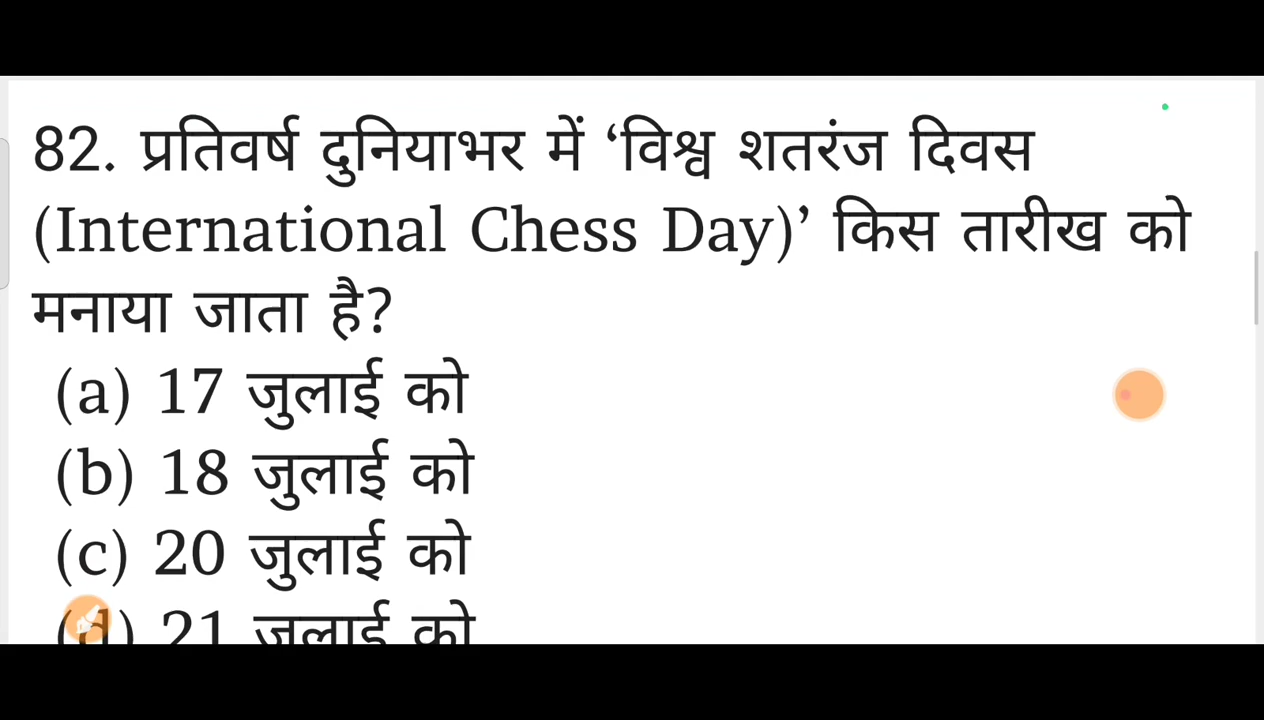 82. प्रतिवर्ष दुनियाभर में ‘विश्व शतरंज दिवस
(International Chess Day)’ किस तारीख को
मनाया जाता है?
(a) 17 जुलाई को
(b) 18 जुलाई को
(c) 20 जुलाई को
(d) 21 जुलाई को